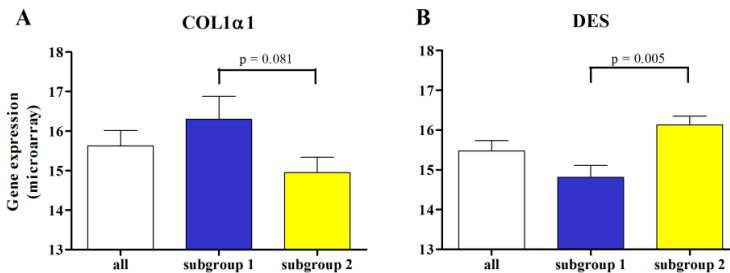 A
COL1α1
Gene expression
(microarray)
18
17
16
15
14
13
p = 0.081
all
subgroup 1
subgroup 2
B
DES
18
17
16
15
14
13
p = 0.005
all
subgroup 1
subgroup 2